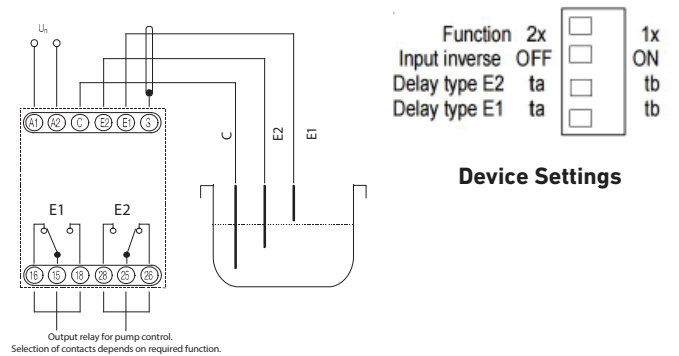 Un
A1 A2 C E2 E1 S
C E2 E1
E1 E2
16 15 18 28 25 26
Output relay for pump control.
Selection of contacts depends on required function.
Function 2x 1x
Input inverse OFF ON
Delay type E2 ta tb
Delay type E1 ta tb
Device Settings